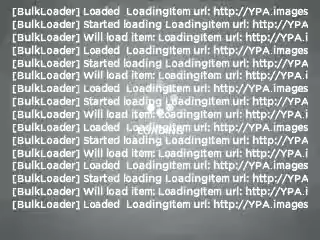 [BulkLoader] Loaded  LoadingItem url: http://YPA.images
[BulkLoader] Started loading LoadingItem url: http://YPA
[BulkLoader] Will load item: LoadingItem url: http://YPA.i
[BulkLoader] Loaded  LoadingItem url: http://YPA.images
[BulkLoader] Started loading LoadingItem url: http://YPA
[BulkLoader] Will load item: LoadingItem url: http://YPA.i
[BulkLoader] Loaded  LoadingItem url: http://YPA.images
[BulkLoader] Started loading LoadingItem url: http://YPA
[BulkLoader] Will load item: LoadingItem url: http://YPA.i
[BulkLoader] Loaded  LoadingItem url: http://YPA.images
LOADING
[BulkLoader] Started loading LoadingItem url: http://YPA
[BulkLoader] Will load item: LoadingItem url: http://YPA.i
[BulkLoader] Loaded  LoadingItem url: http://YPA.images
[BulkLoader] Started loading LoadingItem url: http://YPA
[BulkLoader] Will load item: LoadingItem url: http://YPA.i
[BulkLoader] Loaded  LoadingItem url: http://YPA.images